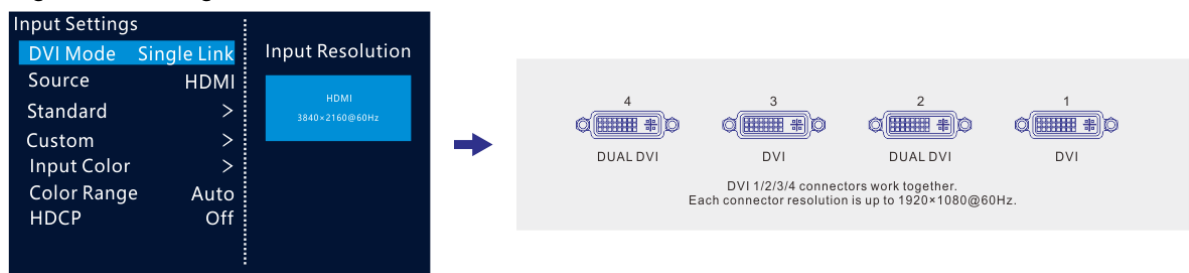 Input Settings
DVI Mode Single Link
Source HDMI
Standard >
Custom >
Input Color >
Color Range Auto
HDCP Off
Input Resolution
HDMI
3840×2160@60Hz
4 3 2 1
DUAL DVI DVI DUAL DVI DVI
DVI 1/2/3/4 connectors work together.
Each connector resolution is up to 1920×1080@60Hz.